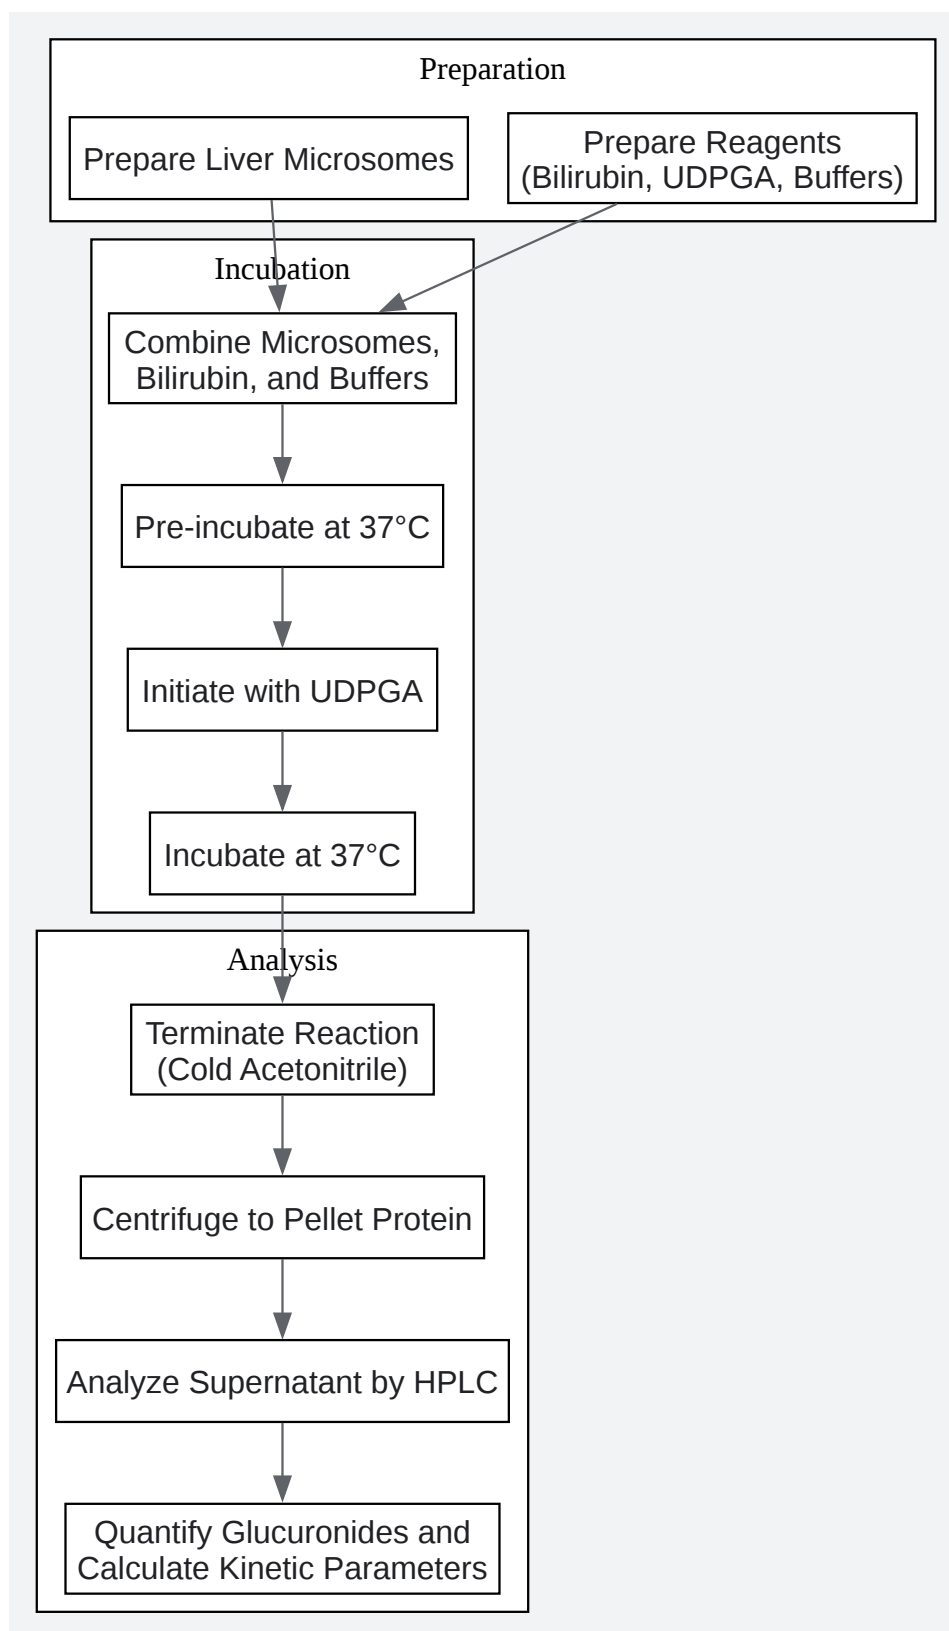 Preparation
Prepare Liver Microsomes
Prepare Reagents
(Bilirubin, UDPGA, Buffers)
Incubation
Combine Microsomes,
Bilirubin, and Buffers
Pre-incubate at 37°C
Initiate with UDPGA
Incubate at 37°C
Analysis
Terminate Reaction
(Cold Acetonitrile)
Centrifuge to Pellet Protein
Analyze Supernatant by HPLC
Quantify Glucuronides and
Calculate Kinetic Parameters